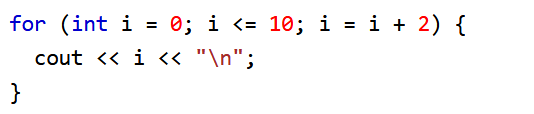 for (int i = 0; i <= 10; i = i + 2) {
  cout << i << "\n";
}